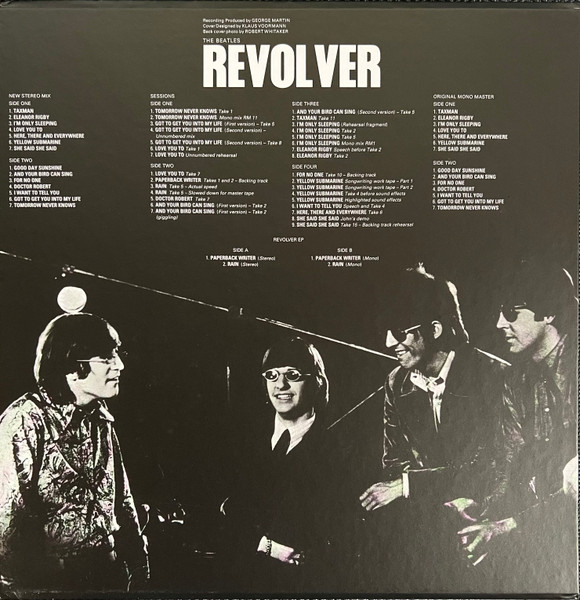 Recording Produced by GEORGE MARTIN
Cover Designed by KLAUS VOORMANN
Back cover photo by ROBERT WHITAKER
THE BEATLES
REVOLVER
NEW STEREO MIX
SIDE ONE
1. TAXMAN
2. ELEANOR RIGBY
3. I'M ONLY SLEEPING
4. LOVE YOU TO
5. HERE, THERE AND EVERYWHERE
6. YELLOW SUBMARINE
7. SHE SAID SHE SAID
SIDE TWO
1. GOOD DAY SUNSHINE
2. AND YOUR BIRD CAN SING
3. FOR NO ONE
4. DOCTOR ROBERT
5. I WANT TO TELL YOU
6. GOT TO GET YOU INTO MY LIFE
7. TOMORROW NEVER KNOWS
SESSIONS
SIDE ONE
1. TOMORROW NEVER KNOWS Take 1
2. TOMORROW NEVER KNOWS Mono mix RM 11
3. GOT TO GET YOU INTO MY LIFE (First version) – Take 5
4. GOT TO GET YOU INTO MY LIFE (Second version) –
Unnumbered mix
5. GOT TO GET YOU INTO MY LIFE (Second version) – Take 8
6. LOVE YOU TO Take 1
7. LOVE YOU TO Unnumbered rehearsal
SIDE TWO
1. LOVE YOU TO Take 7
2. PAPERBACK WRITER Takes 1 and 2 – Backing track
3. RAIN Take 5 – Actual speed
4. RAIN Take 5 – Slowed down for master tape
5. DOCTOR ROBERT Take 7
6. AND YOUR BIRD CAN SING (First version) – Take 2
7. AND YOUR BIRD CAN SING (First version) – Take 2
(giggling)
SIDE THREE
1. AND YOUR BIRD CAN SING (Second version) – Take 5
2. TAXMAN Take 11
3. I'M ONLY SLEEPING (Rehearsal fragment)
4. I'M ONLY SLEEPING Take 2
5. I'M ONLY SLEEPING Take 5
6. I'M ONLY SLEEPING Mono mix RM1
7. ELEANOR RIGBY Speech before Take 2
8. ELEANOR RIGBY Take 2
SIDE FOUR
1. FOR NO ONE Take 10 – Backing track
2. YELLOW SUBMARINE Songwriting work tape – Part 1
3. YELLOW SUBMARINE Songwriting work tape – Part 2
4. YELLOW SUBMARINE Take 4 before sound effects
5. YELLOW SUBMARINE Highlighted sound effects
6. I WANT TO TELL YOU Speech and Take 4
7. HERE, THERE AND EVERYWHERE Take 6
8. SHE SAID SHE SAID John's demo
9. SHE SAID SHE SAID Take 15 – Backing track rehearsal
ORIGINAL MONO MASTER
SIDE ONE
1. TAXMAN
2. ELEANOR RIGBY
3. I'M ONLY SLEEPING
4. LOVE YOU TO
5. HERE, THERE AND EVERYWHERE
6. YELLOW SUBMARINE
7. SHE SAID SHE SAID
SIDE TWO
1. GOOD DAY SUNSHINE
2. AND YOUR BIRD CAN SING
3. FOR NO ONE
4. DOCTOR ROBERT
5. I WANT TO TELL YOU
6. GOT TO GET YOU INTO MY LIFE
7. TOMORROW NEVER KNOWS
REVOLVER EP
SIDE A
1. PAPERBACK WRITER (Stereo)
2. RAIN (Stereo)
SIDE B
1. PAPERBACK WRITER (Mono)
2. RAIN (Mono)